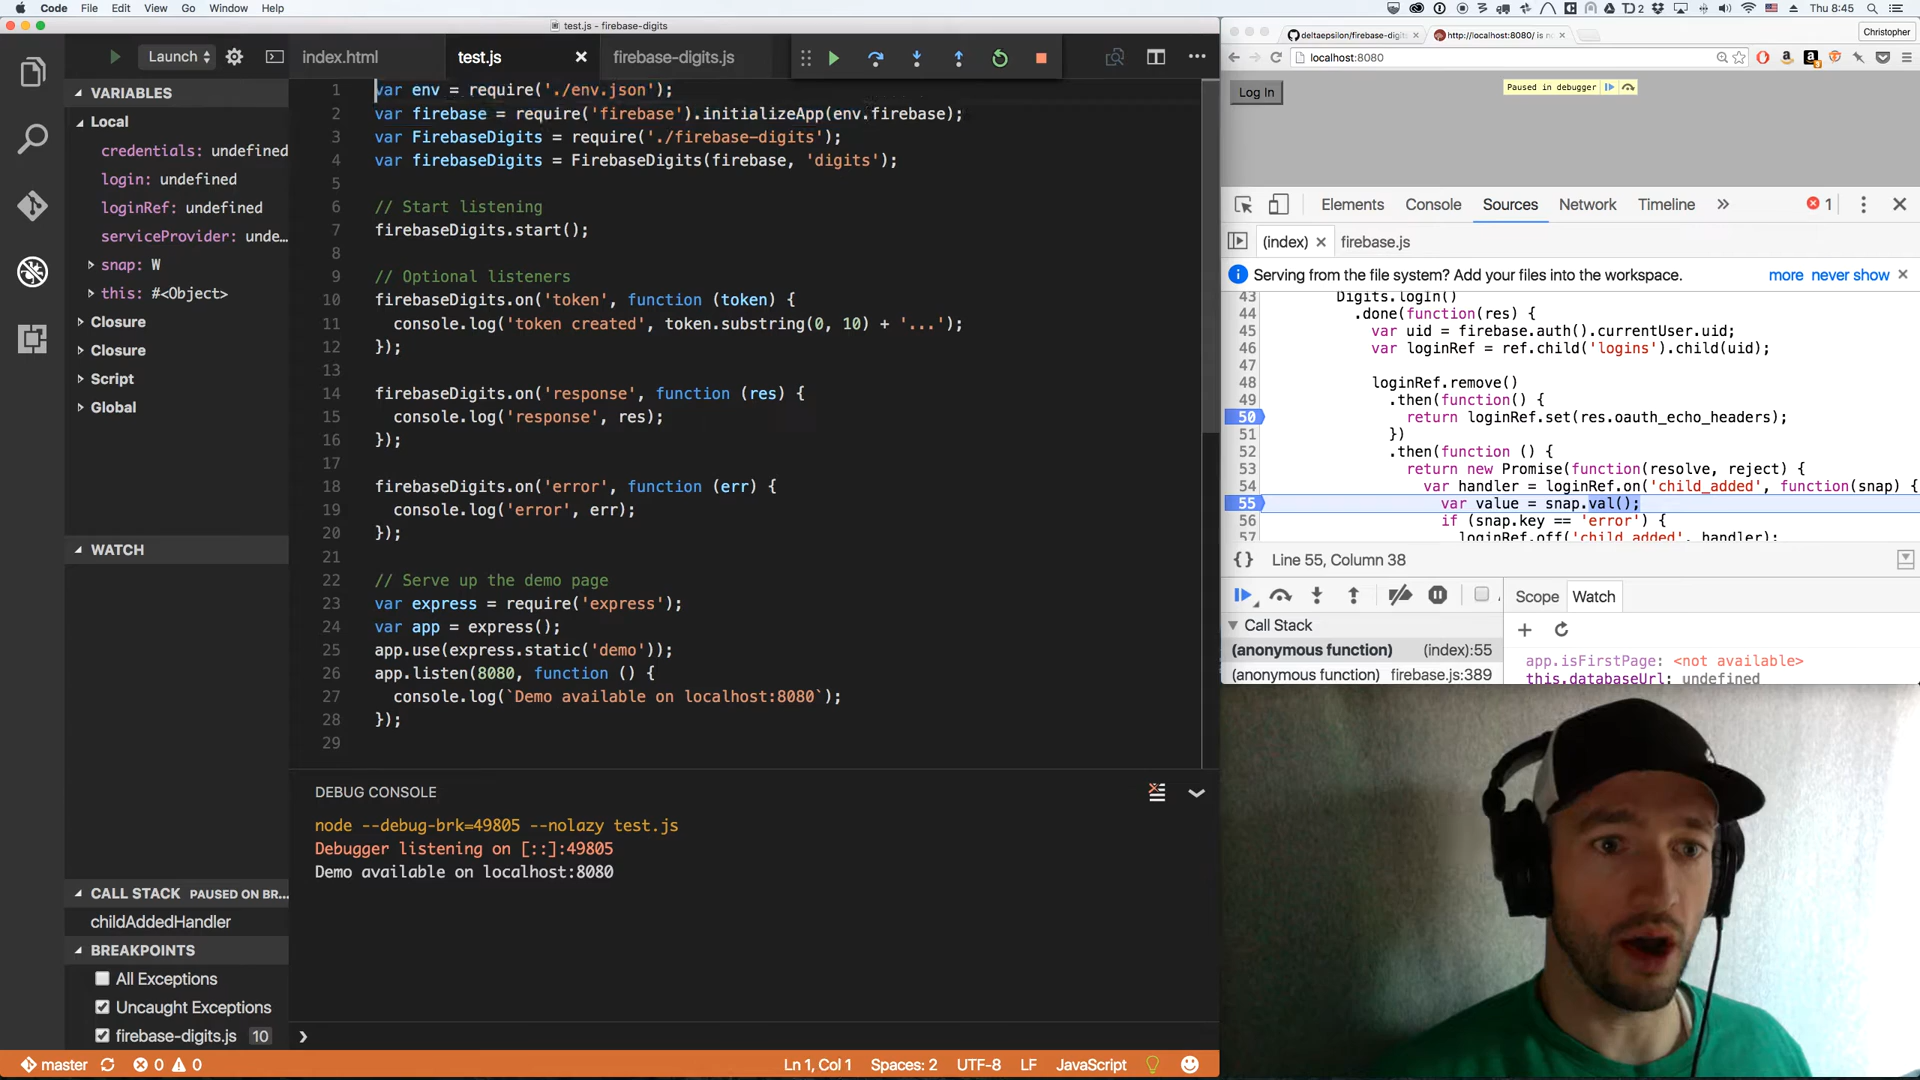 Code File Edit View Go Window Help
2 Thu 8:45
test.js - firebase-digits
Launch
index.html
test.js
firebase-digits.js
VARIABLES
Local
credentials: undefined
login: undefined
loginRef: undefined
serviceProvider: unde...
snap: W
this: #<Object>
Closure
Closure
Script
Global
WATCH
CALL STACK PAUSED ON BR...
childAddedHandler
BREAKPOINTS
All Exceptions
Uncaught Exceptions
firebase-digits.js 10
1 var env = require('./env.json');
2 var firebase = require('firebase').initializeApp(env.firebase);
3 var FirebaseDigits = require('./firebase-digits');
4 var firebaseDigits = FirebaseDigits(firebase, 'digits');
5
6 // Start listening
7 firebaseDigits.start();
8
9 // Optional listeners
10 firebaseDigits.on('token', function (token) {
11 console.log('token created', token.substring(0, 10) + '...');
12 });
13
14 firebaseDigits.on('response', function (res) {
15 console.log('response', res);
16 });
17
18 firebaseDigits.on('error', function (err) {
19 console.log('error', err);
20 });
21
22 // Serve up the demo page
23 var express = require('express');
24 var app = express();
25 app.use(express.static('demo'));
26 app.listen(8080, function () {
27 console.log(`Demo available on localhost:8080`);
28 });
29
DEBUG CONSOLE
node --debug-brk=49805 --nolazy test.js
Debugger listening on [::]:49805
Demo available on localhost:8080
master 0 0
Ln 1, Col 1 Spaces: 2 UTF-8 LF JavaScript
deltaepsilon/firebase-digits
http://localhost:8080/ is n
Christopher
localhost:8080
Log In
Paused in debugger
Elements Console Sources Network Timeline 1
(index) firebase.js
Serving from the file system? Add your files into the workspace. more never show
43 Digits.logIn()
44 .done(function(res) {
45 var uid = firebase.auth().currentUser.uid;
46 var loginRef = ref.child('logins').child(uid);
47
48 loginRef.remove()
49 .then(function() {
50 return loginRef.set(res.oauth_echo_headers);
51 })
52 .then(function () {
53 return new Promise(function(resolve, reject) {
54 var handler = loginRef.on('child_added', function(snap) {
55 var value = snap.val();
56 if (snap.key == 'error') {
57 loginRef.off('child_added', handler);
{} Line 55, Column 38
Scope Watch
Call Stack
(anonymous function) (index):55
(anonymous function) firebase.js:389
app.isFirstPage: <not available>
this.databaseUrl: undefined